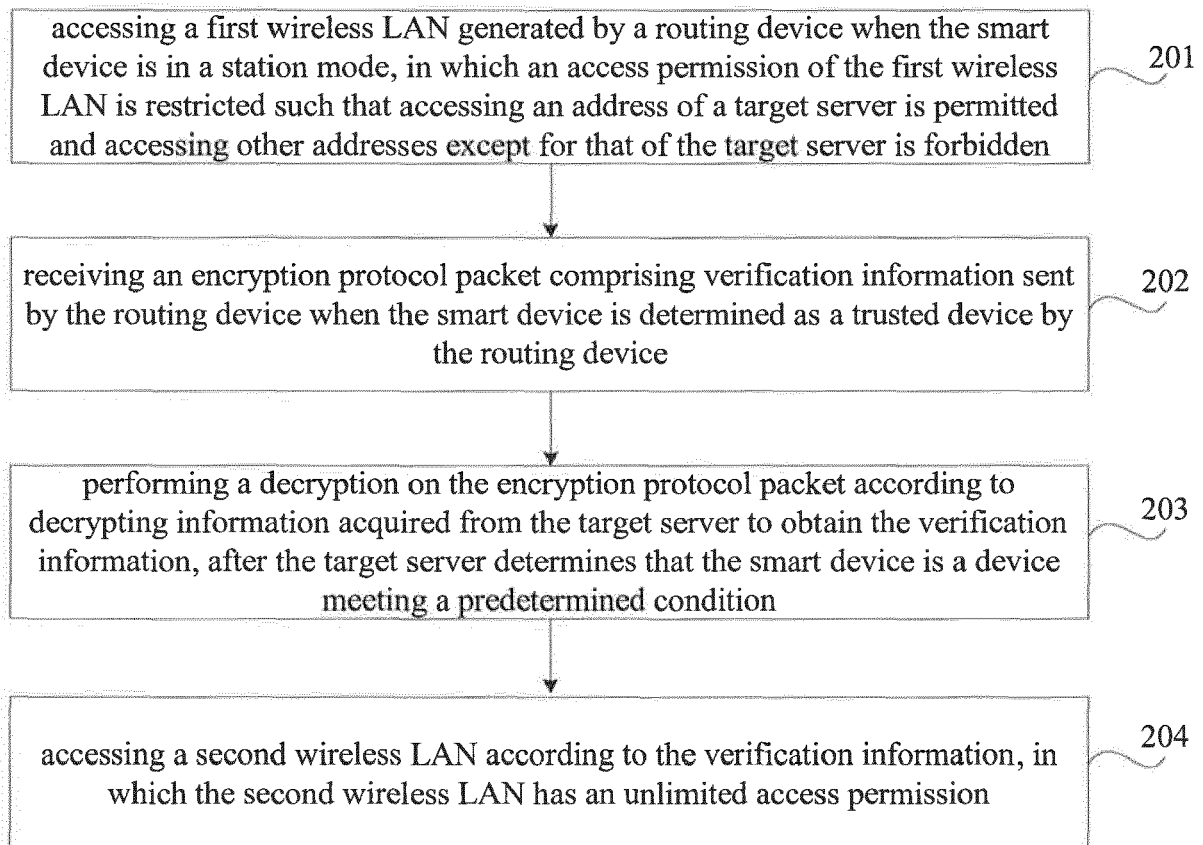 accessing a first wireless LAN generated by a routing device when the smart
device is in a station mode, in which an access permission of the first wireless
LAN is restricted such that accessing an address of a target server is permitted
and accessing other addresses except for that of the target server is forbidden
201
receiving an encryption protocol packet comprising verification information sent
by the routing device when the smart device is determined as a trusted device by
the routing device
202
performing a decryption on the encryption protocol packet according to
decrypting information acquired from the target server to obtain the verification
information, after the target server determines that the smart device is a device
meeting a predetermined condition
203
accessing a second wireless LAN according to the verification information, in
which the second wireless LAN has an unlimited access permission
204